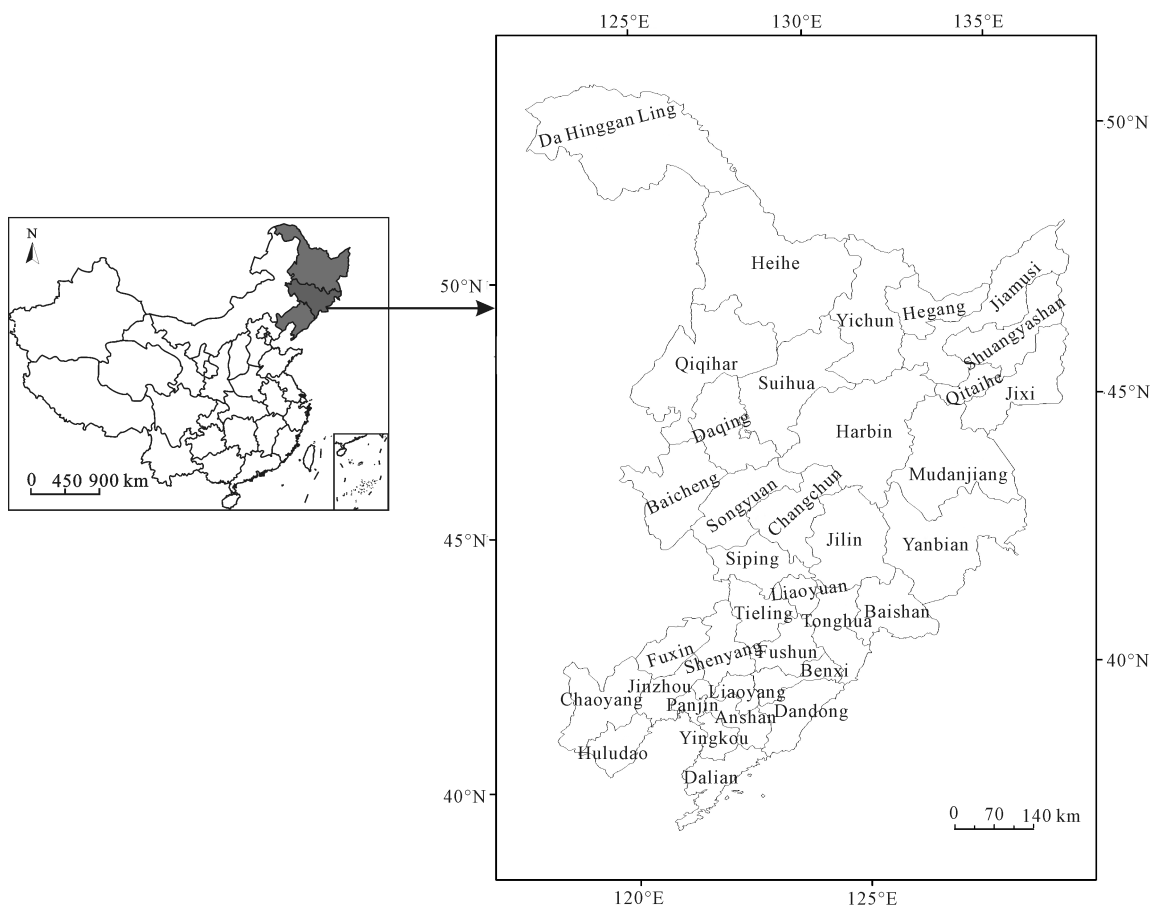 125°E 130°E 135°E
50°N
Da Hinggan Ling
N
Heihe
50°N
Jiamusi
Hegang
Yichun
Shuangyashan
Qiqihar
Suihua
Qitaihe
Jixi
45°N
Daqing
Harbin
Mudanjiang
0 450 900 km
Baicheng
Songyuan
Changchun
45°N
Jilin
Yanbian
Siping
Liaoyuan
Tieling
Tonghua
Baishan
Fuxin
Shenyang
Fushun
40°N
Benxi
Jinzhou
Chaoyang
Liaoyang
Panjin
Anshan
Dandong
Yingkou
Huludao
Dalian
40°N
0 70 140 km
120°E 125°E